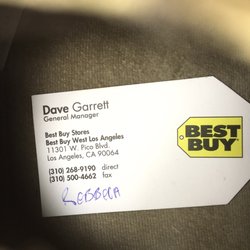 Dave Garrett
General Manager
Best Buy Stores
Best Buy West Los Angeles
11301 W. Pico Blvd.
Los Angeles, CA 90064
(310) 268-9190 direct
(310) 500-4662 fax
REBBECA
BEST
BUY